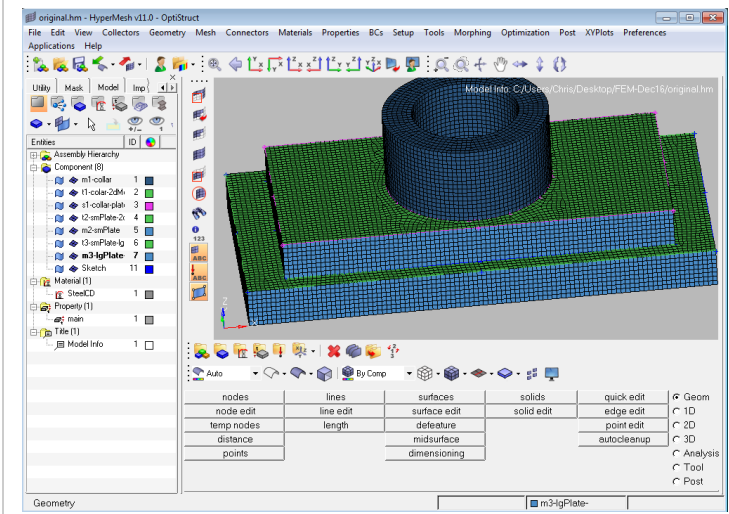 original.hm - HyperMesh v11.0 - OptiStruct
File Edit View Collectors Geometry Mesh Connectors Materials Properties BCs Setup Tools Morphing Optimization Post XYPlots Preferences
Applications Help
Utility Mask Model Imp
Model Info: C:/Users/Chris/Desktop/FEM-Dec16/original.hm
Entities ID
Assembly Hierarchy
Component (8)
m1-collar 1
t1-colar-2dM 2
s1-collar-plat 3
t2-smPlate-2 4
m2-smPlate 5
t3-smPlate-lg 6
m3-lgPlate- 7
Sketch 11
Material (1)
SteelCD 1
Property (1)
main 1
Title (1)
Model Info 1
123
ABC
ABC
Z
X
Auto By Comp
nodes lines surfaces solids quick edit Geom
node edit line edit surface edit solid edit edge edit 1D
temp nodes length defeature point edit 2D
distance midsurface autocleanup 3D
points dimensioning Analysis
Tool
Post
Geometry m3-lgPlate-